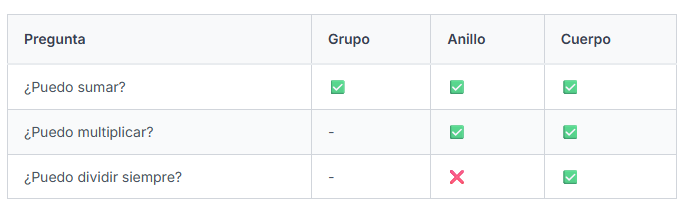 Pregunta Grupo Anillo Cuerpo
¿Puedo sumar? ✅ ✅ ✅
¿Puedo multiplicar? - ✅ ✅
¿Puedo dividir siempre? - ❌ ✅